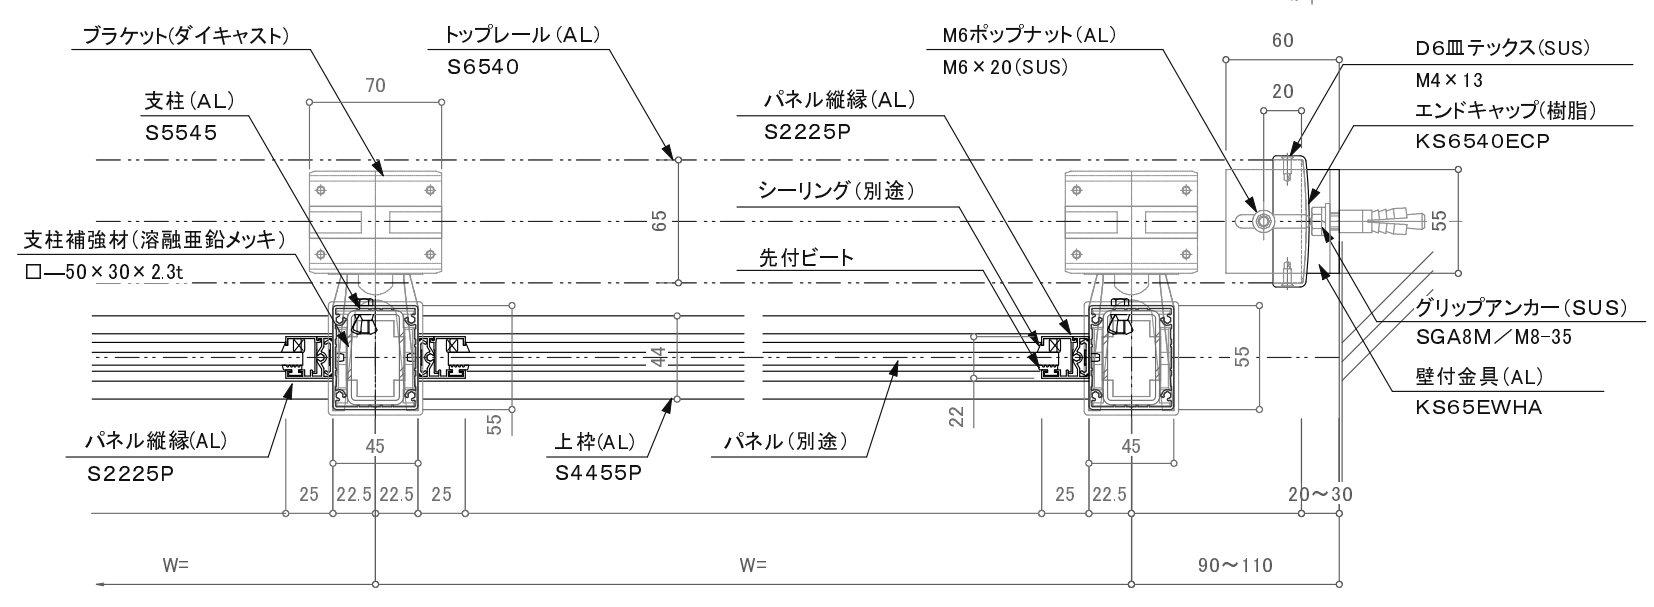 ブラケット(ダイキャスト)
トップレール(AL)
S6540
M6ポップナット(AL)
M6×20(SUS)
60
D6皿テックス(SUS)
M4×13
70
支柱(AL)
S5545
パネル縦縁(AL)
S2225P
20
エンドキャップ(樹脂)
KS6540ECP
シーリング(別途)
65
55
支柱補強材(溶融亜鉛メッキ)
□―50×30×2.3t
先付ビート
グリップアンカー(SUS)
SGA8M／M8-35
44
55
壁付金具(AL)
KS65EWHA
55
22
パネル縦縁(AL)
S2225P
45
上枠(AL)
S4455P
パネル(別途)
45
25
22.5
22.5
25
25
22.5
20～30
W=
W=
90～110